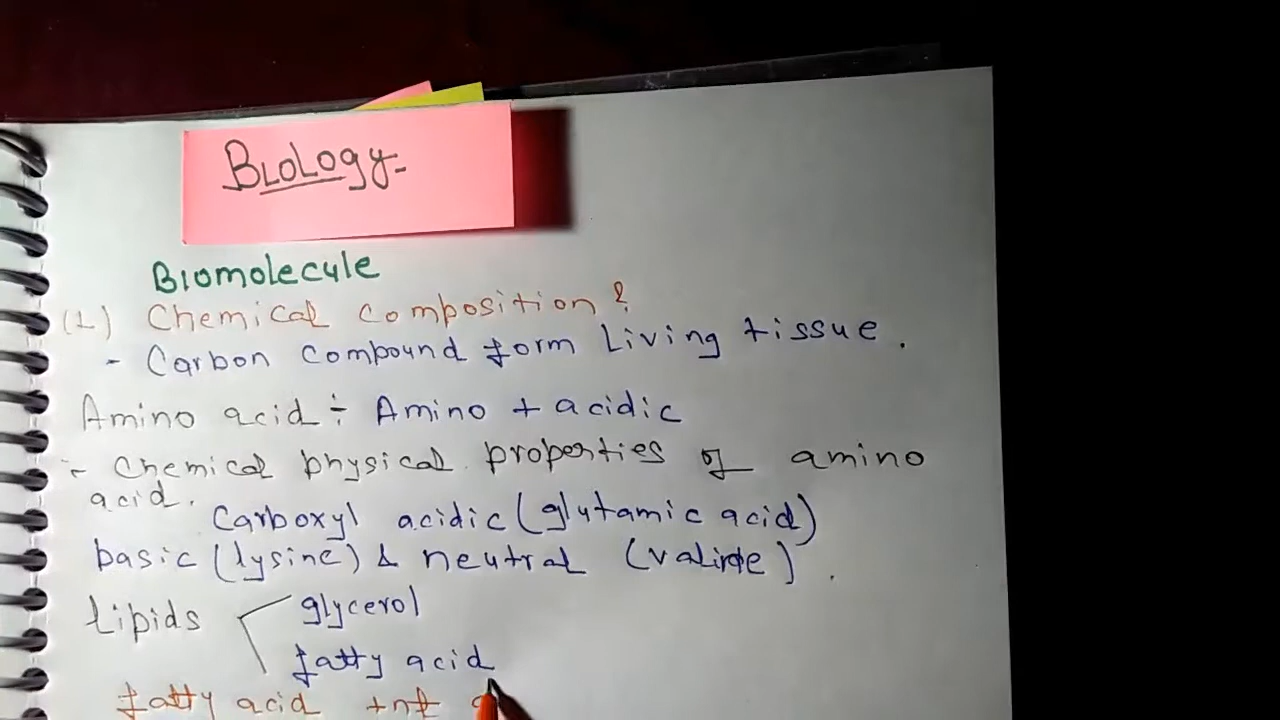 Biology-
Biomolecule
(1) Chemical composition?
- Carbon compound form living tissue.
Amino acid ÷ Amino + acidic
- Chemical physical properties of amino
acid.
Carboxyl acidic (glutamic acid)
basic (lysine) & neutral (valine).
lipids
glycerol
fatty acid
fatty acid